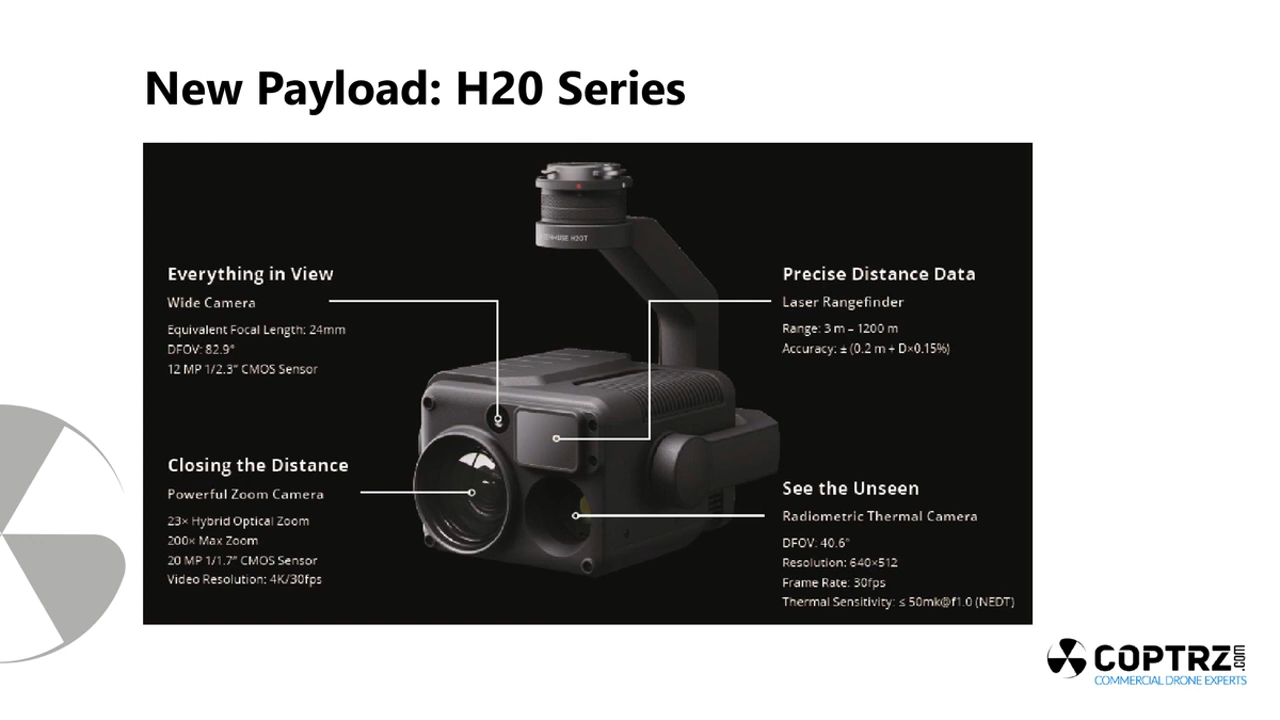 New Payload: H20 Series
Everything in View
Wide Camera
Equivalent Focal Length: 24mm
DFOV: 82.9°
12 MP 1/2.3" CMOS Sensor
Closing the Distance
Powerful Zoom Camera
23× Hybrid Optical Zoom
200× Max Zoom
20 MP 1/1.7" CMOS Sensor
Video Resolution: 4K/30fps
H20T
Precise Distance Data
Laser Rangefinder
Range: 3 m – 1200 m
Accuracy: ± (0.2 m + D×0.15%)
See the Unseen
Radiometric Thermal Camera
DFOV: 40.6°
Resolution: 640×512
Frame Rate: 30fps
Thermal Sensitivity: ≤ 50mk@f1.0 (NEDT)
COPTRZ.com
COMMERCIAL DRONE EXPERTS